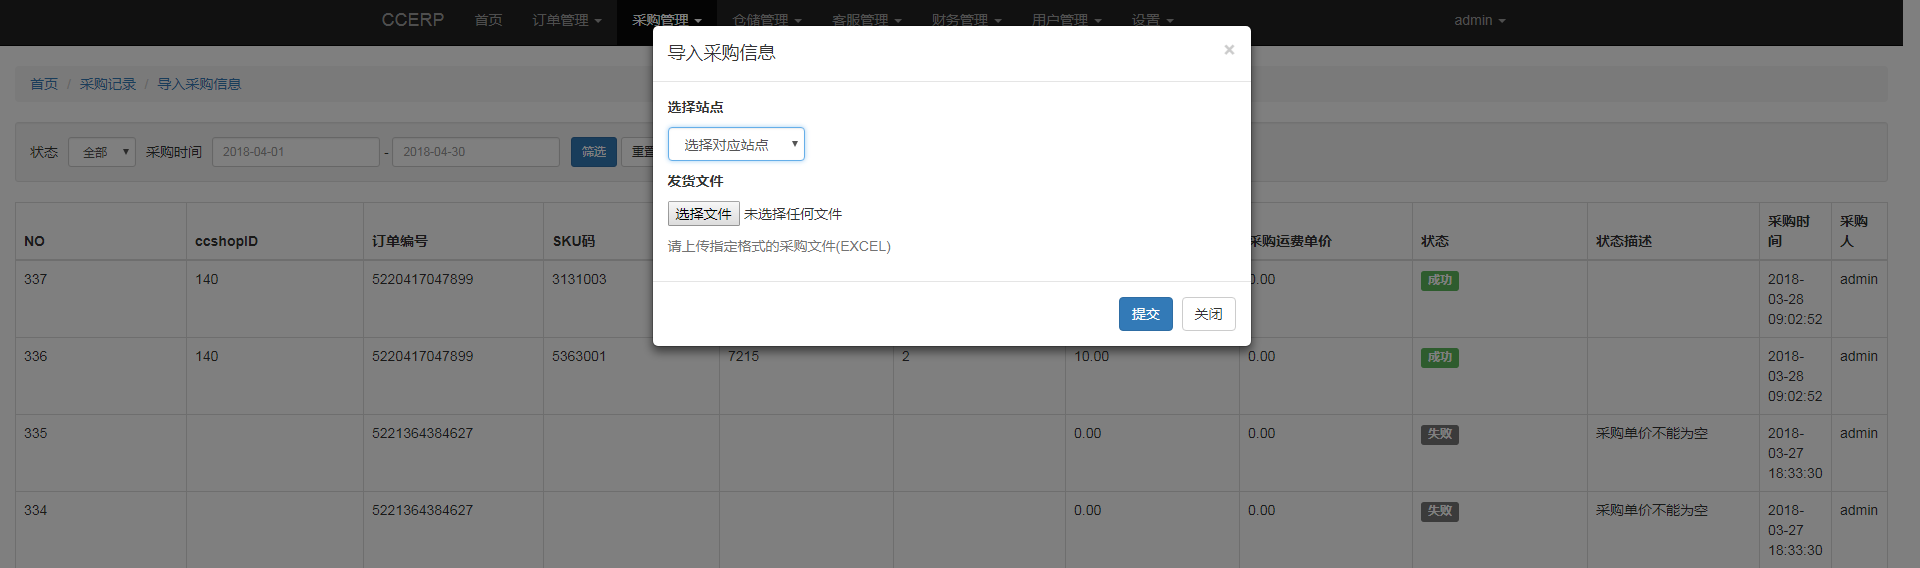 CCERP 首页 订单管理 采购管理 仓储管理 客服管理 财务管理 用户管理 设置 admin
导入采购信息 ×
首页 / 采购记录 / 导入采购信息
选择站点
状态 全部 采购时间 2018-04-01 - 2018-04-30 筛选 重置
选择对应站点
发货文件
选择文件 未选择任何文件
请上传指定格式的采购文件(EXCEL)
提交 关闭
NO ccshopID 订单编号 SKU码 采购运费单价 状态 状态描述 采购时间 采购人
337 140 5220417047899 3131003 0.00 成功 2018-03-28 09:02:52 admin
336 140 5220417047899 5363001 7215 2 10.00 0.00 成功 2018-03-28 09:02:52 admin
335 5221364384627 0.00 0.00 失败 采购单价不能为空 2018-03-27 18:33:30 admin
334 5221364384627 0.00 0.00 失败 采购单价不能为空 2018-03-27 18:33:30 admin